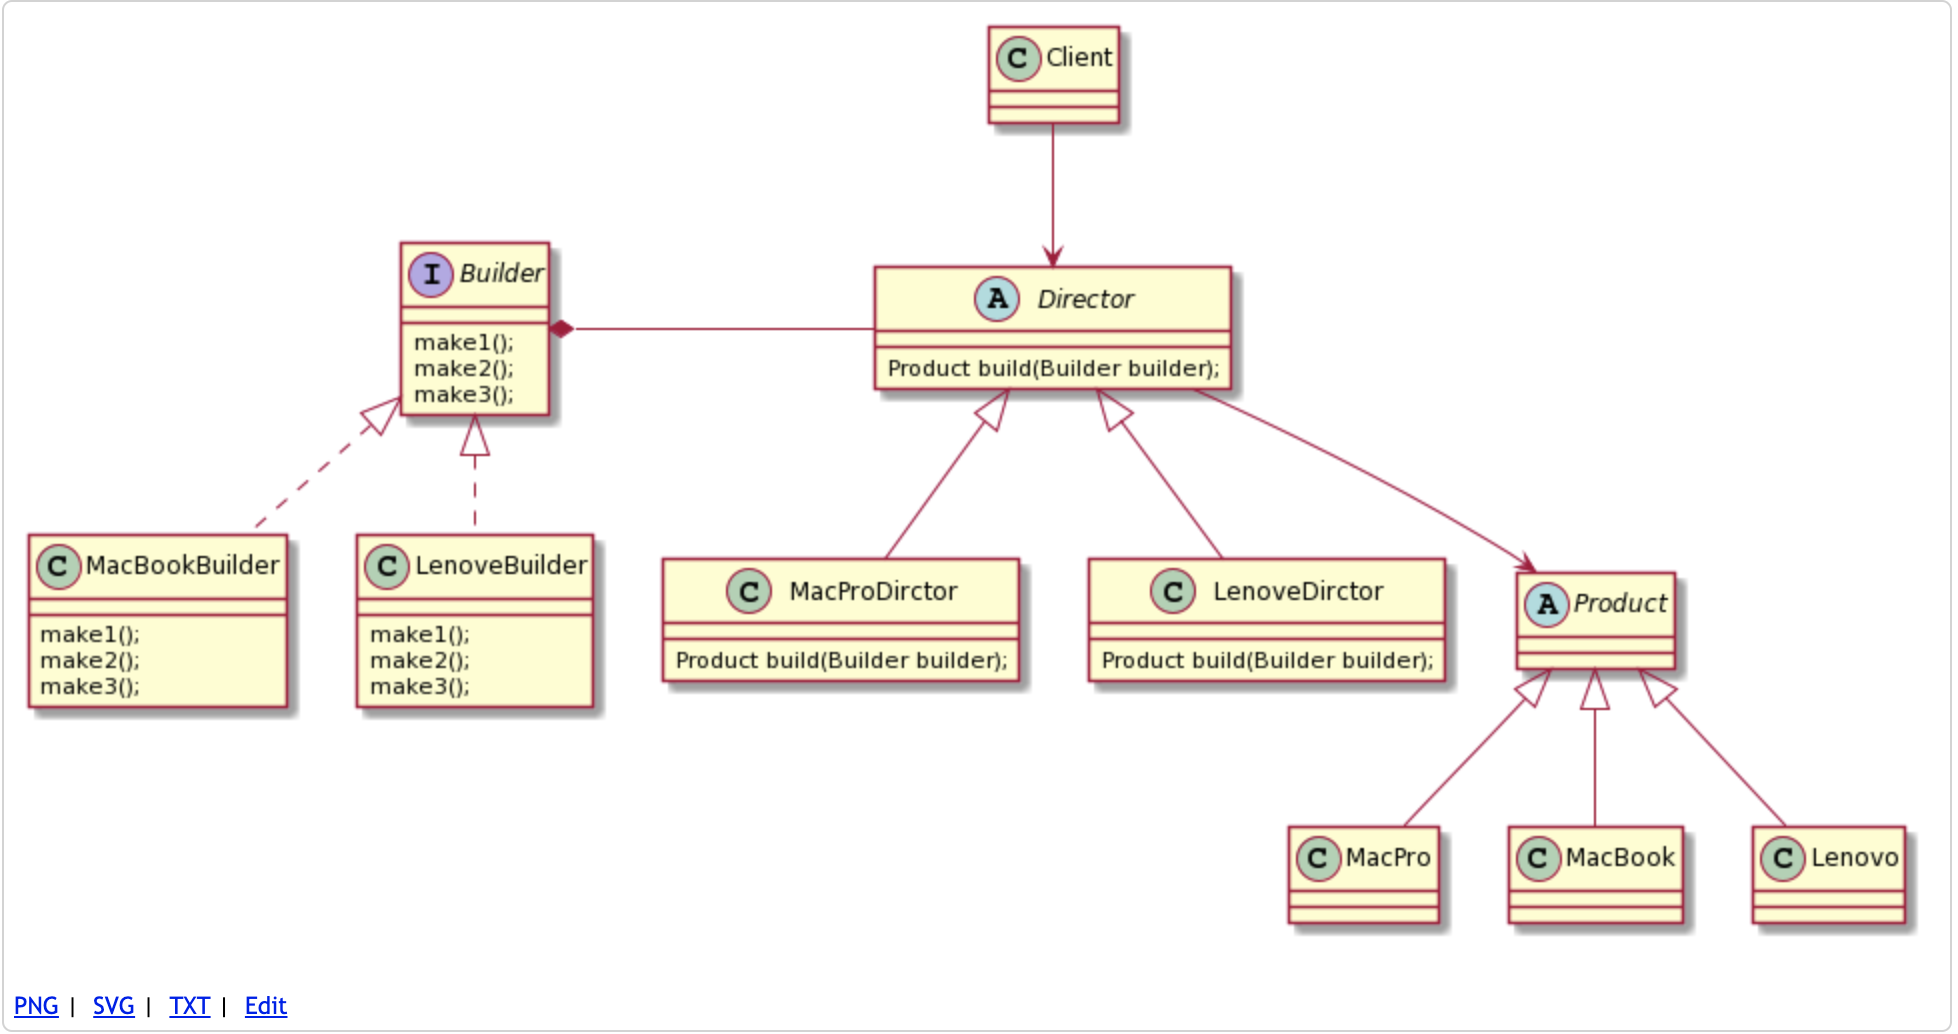 C Client
I Builder
make1();
make2();
make3();
A Director
Product build(Builder builder);
C MacBookBuilder
make1();
make2();
make3();
C LenoveBuilder
make1();
make2();
make3();
C MacProDirctor
Product build(Builder builder);
C LenoveDirctor
Product build(Builder builder);
A Product
C MacPro
C MacBook
C Lenovo
PNG | SVG | TXT | Edit